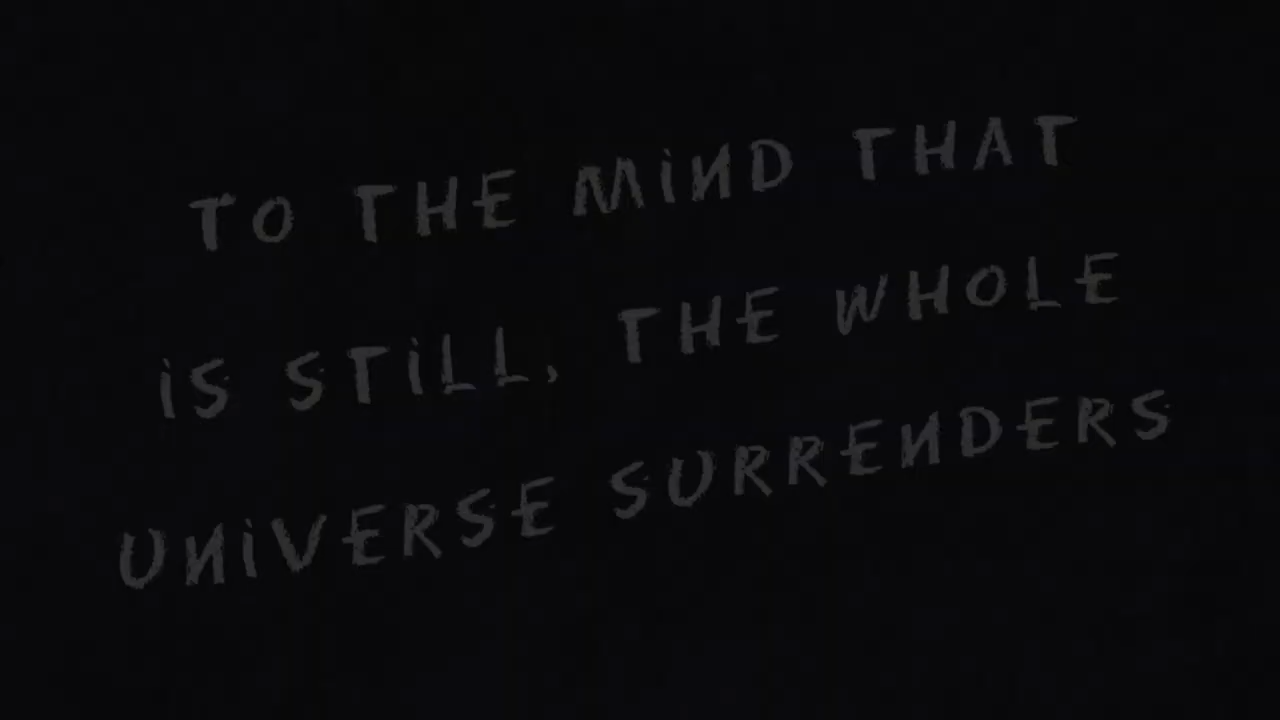 TO THE MiND THAT
iS STiLL, THE WHOLE
UNiVERSE SURRENDERS